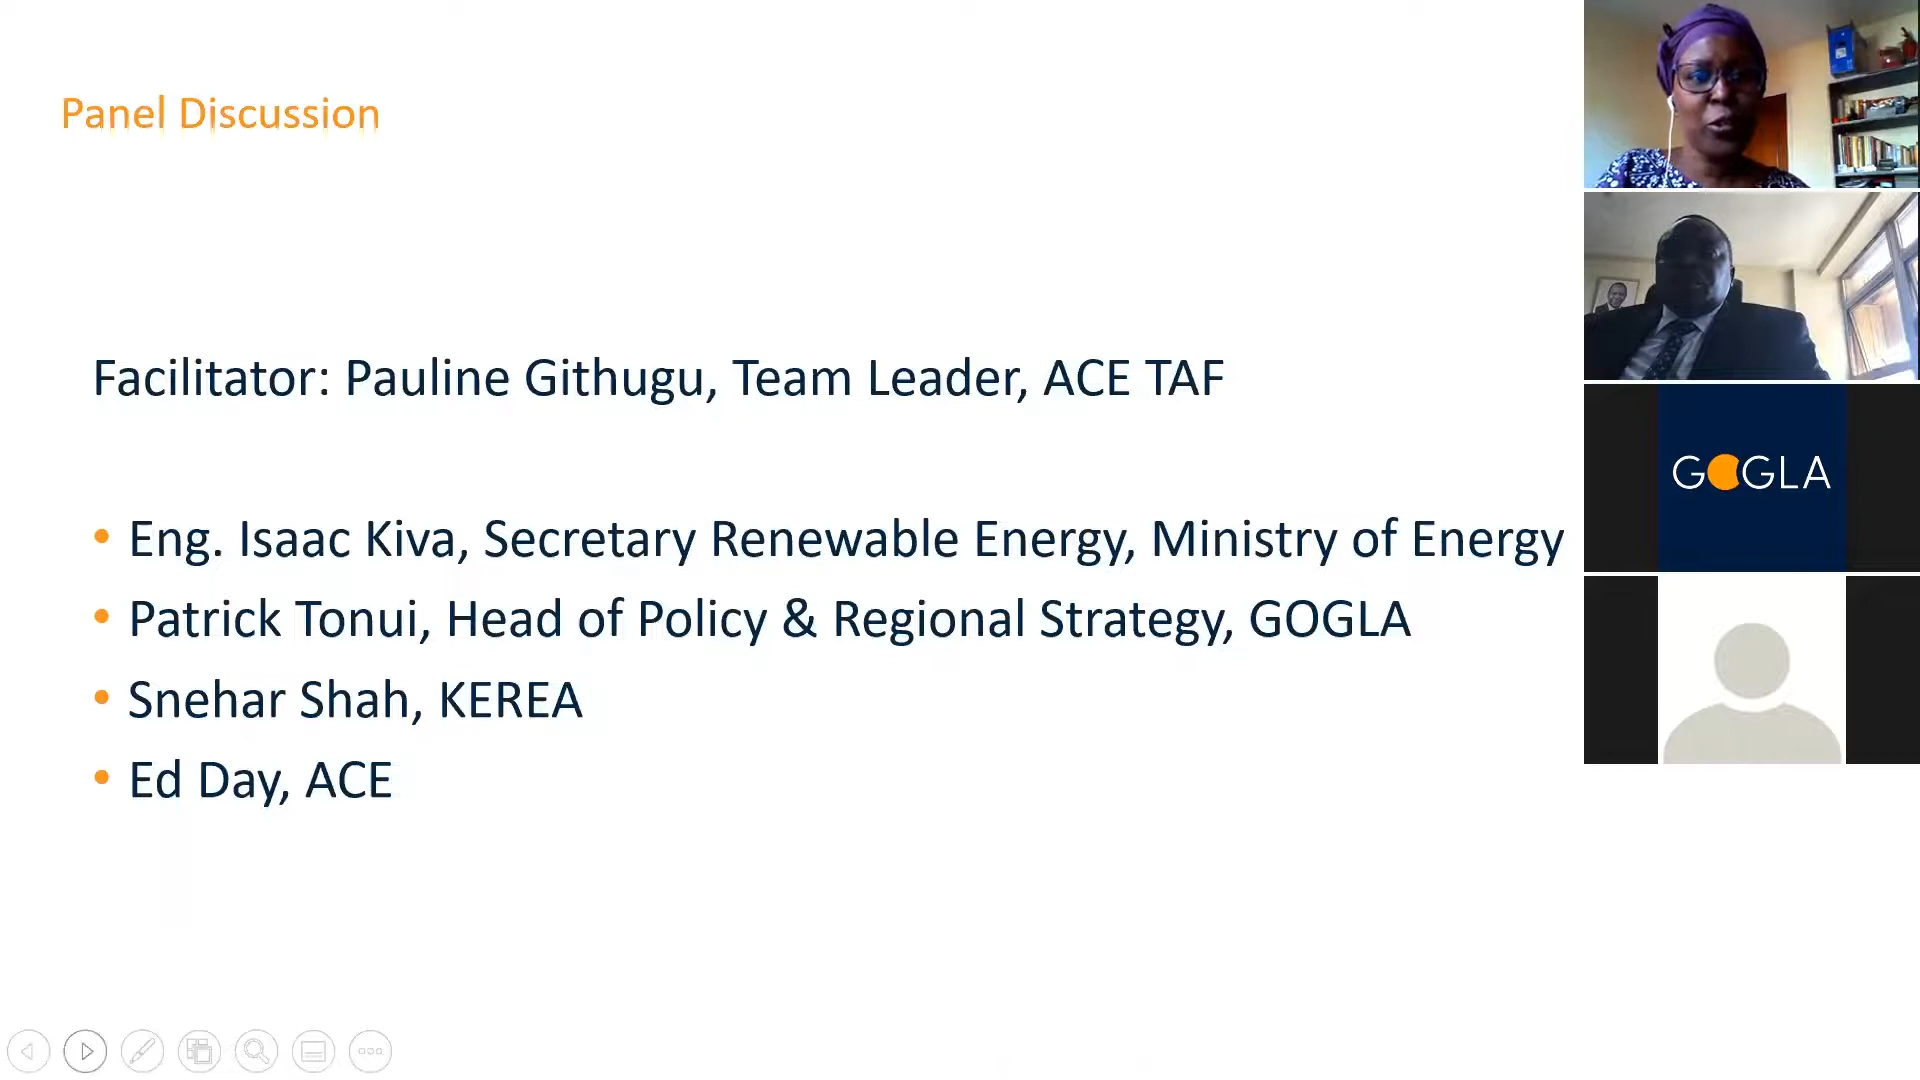 Panel Discussion
Facilitator: Pauline Githugu, Team Leader, ACE TAF
• Eng. Isaac Kiva, Secretary Renewable Energy, Ministry of Energy
• Patrick Tonui, Head of Policy & Regional Strategy, GOGLA
• Snehar Shah, KEREA
• Ed Day, ACE
GOGLA